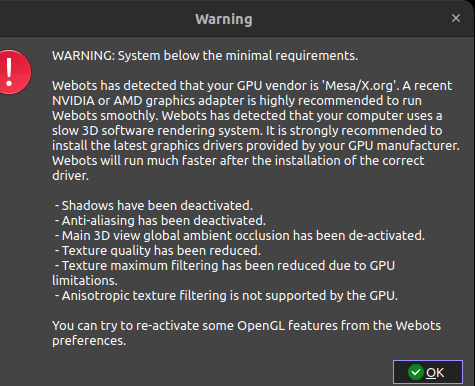 Warning
WARNING: System below the minimal requirements.
Webots has detected that your GPU vendor is 'Mesa/X.org'. A recent
NVIDIA or AMD graphics adapter is highly recommended to run
Webots smoothly. Webots has detected that your computer uses a
slow 3D software rendering system. It is strongly recommended to
install the latest graphics drivers provided by your GPU manufacturer.
Webots will run much faster after the installation of the correct
driver.
- Shadows have been deactivated.
- Anti-aliasing has been deactivated.
- Main 3D view global ambient occlusion has been de-activated.
- Texture quality has been reduced.
- Texture maximum filtering has been reduced due to GPU
limitations.
- Anisotropic texture filtering is not supported by the GPU.
You can try to re-activate some OpenGL features from the Webots
preferences.
OK